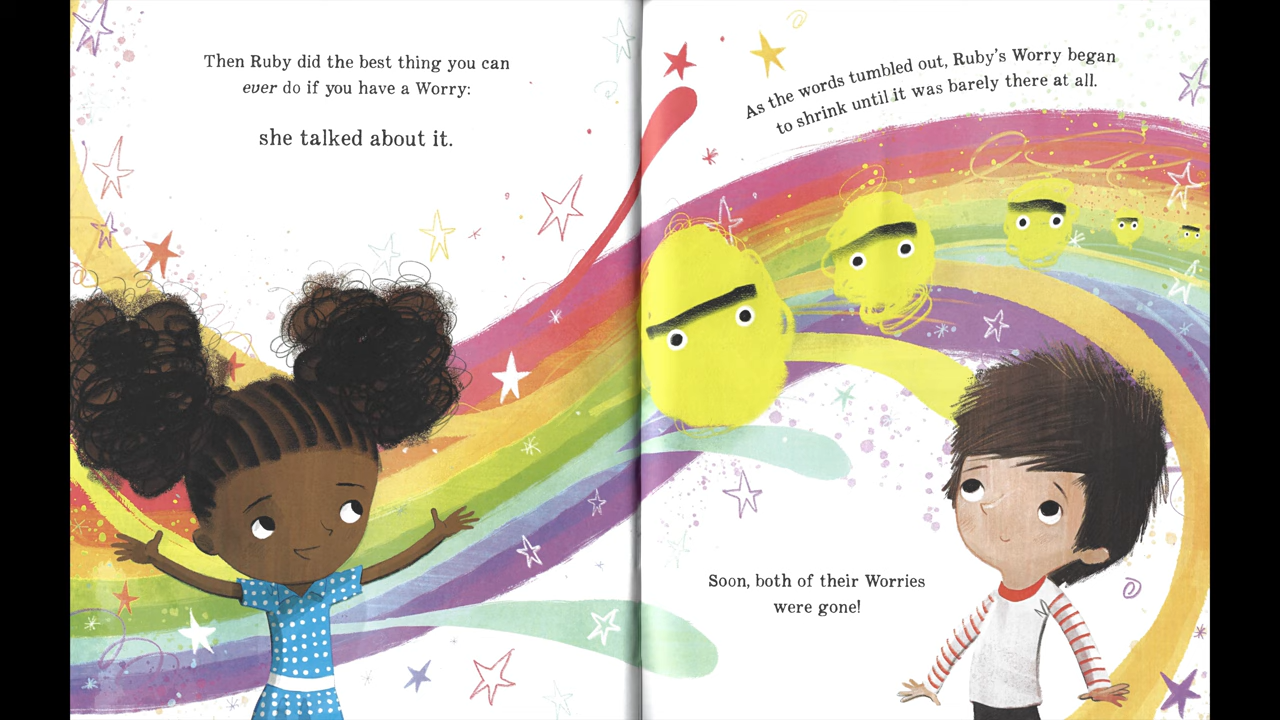 Then Ruby did the best thing you can
ever do if you have a Worry:
she talked about it.
As the words tumbled out, Ruby's Worry began
to shrink until it was barely there at all.
Soon, both of their Worries
were gone!